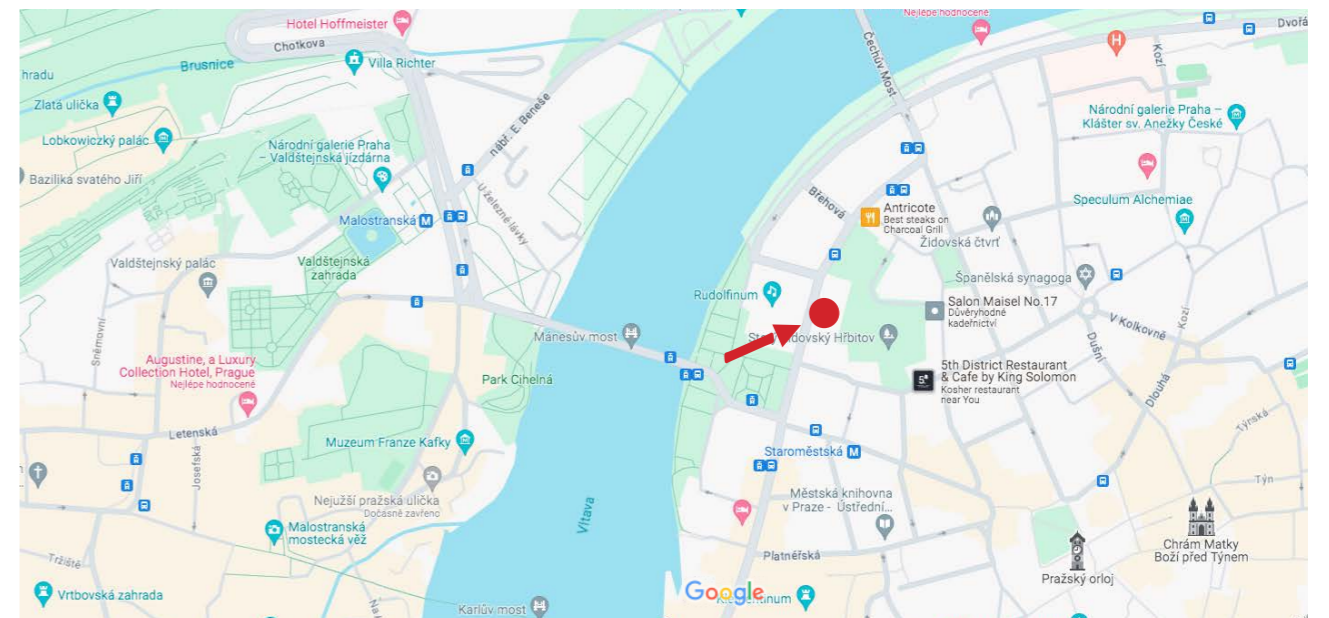 Hotel Hoffmeister
Nejlépe hodnocené
Dvořá
Chotkova
Villa Richter
Brusnice
hradu
Čechův Most
Kozí
Zlatá ulička
nábř. E. Beneše
Národní galerie Praha –
Klášter sv. Anežky České
Lobkowiczký palác
Národní galerie Praha
– Valdštejnská jízdárna
Bazilika svatého Jiří
U železné lávky
Břehová
Speculum Alchemiae
Malostranská
Antricote
Best steaks on
Charcoal Grill
Židovská čtvrť
Valdštejnský palác
Valdštejnská
zahrada
Španělská synagoga
Rudolfinum
Salon Maisel No.17
Důvěryhodné
kadeřnictví
V Kolkovně
Kozí
Sněmovní
Mánesův most
Židovský Hřbitov
Dušní
Augustine, a Luxury
Collection Hotel, Prague
Nejlépe hodnocené
Park Cihelná
5th District Restaurant
& Cafe by King Solomon
Kosher restaurant
near You
Dlouhá
Letenská
Týnská
Muzeum Franze Kafky
Staroměstská
Josefská
Týn
Nejužší pražská ulička
Dočasně zavřeno
Městská knihovna
v Praze - Ústřední...
Vltava
Malostranská
mostecká věž
Chrám Matky
Boží před Týnem
Tržiště
Platnéřská
Pražský orloj
Vrtbovská zahrada
Google
Na
Karlův most